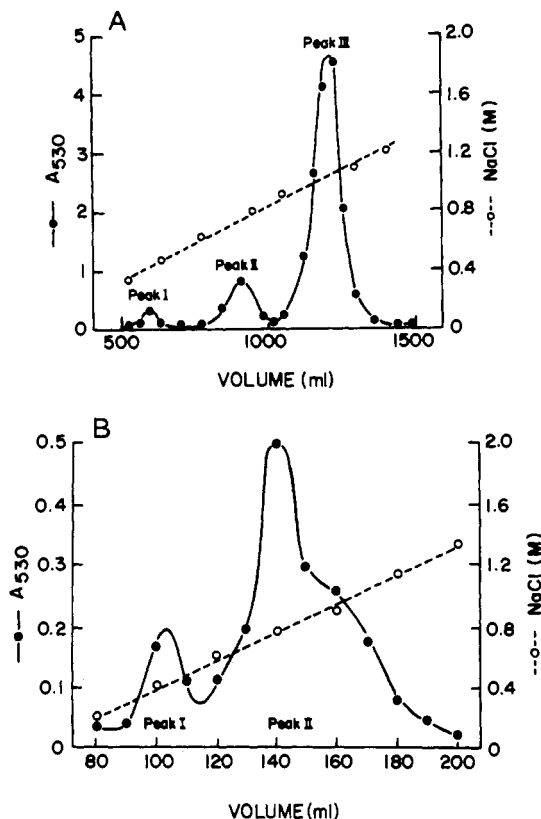 A
Peak III
Peak II
Peak I
5
4
3
2
1
0
A530
2.0
1.6
1.2
0.8
0.4
0
NaCl (M)
500
1000
1500
VOLUME (ml)
B
0.5
0.4
0.3
0.2
0.1
0
A530
2.0
1.6
1.2
0.8
0.4
0
NaCl (M)
Peak I
Peak II
80
100
120
140
160
180
200
VOLUME (ml)